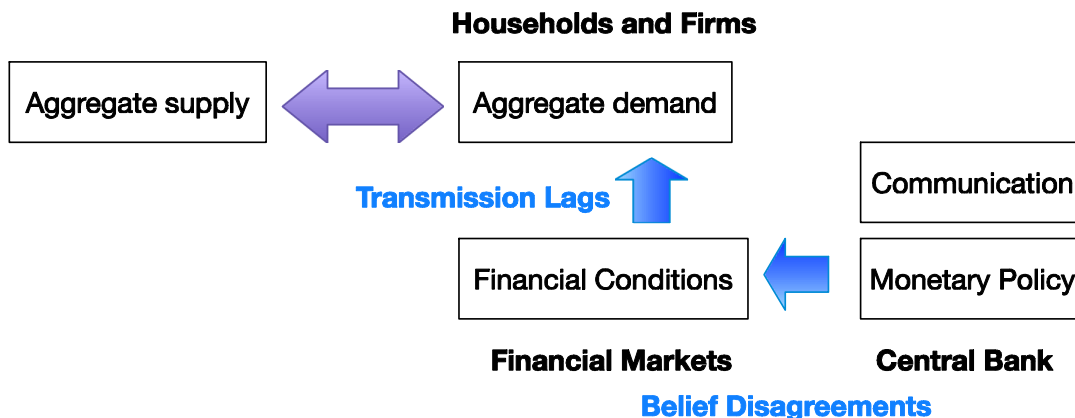 Households and Firms
Aggregate supply
Aggregate demand
Communication
Transmission Lags
Financial Conditions
Monetary Policy
Financial Markets
Central Bank
Belief Disagreements